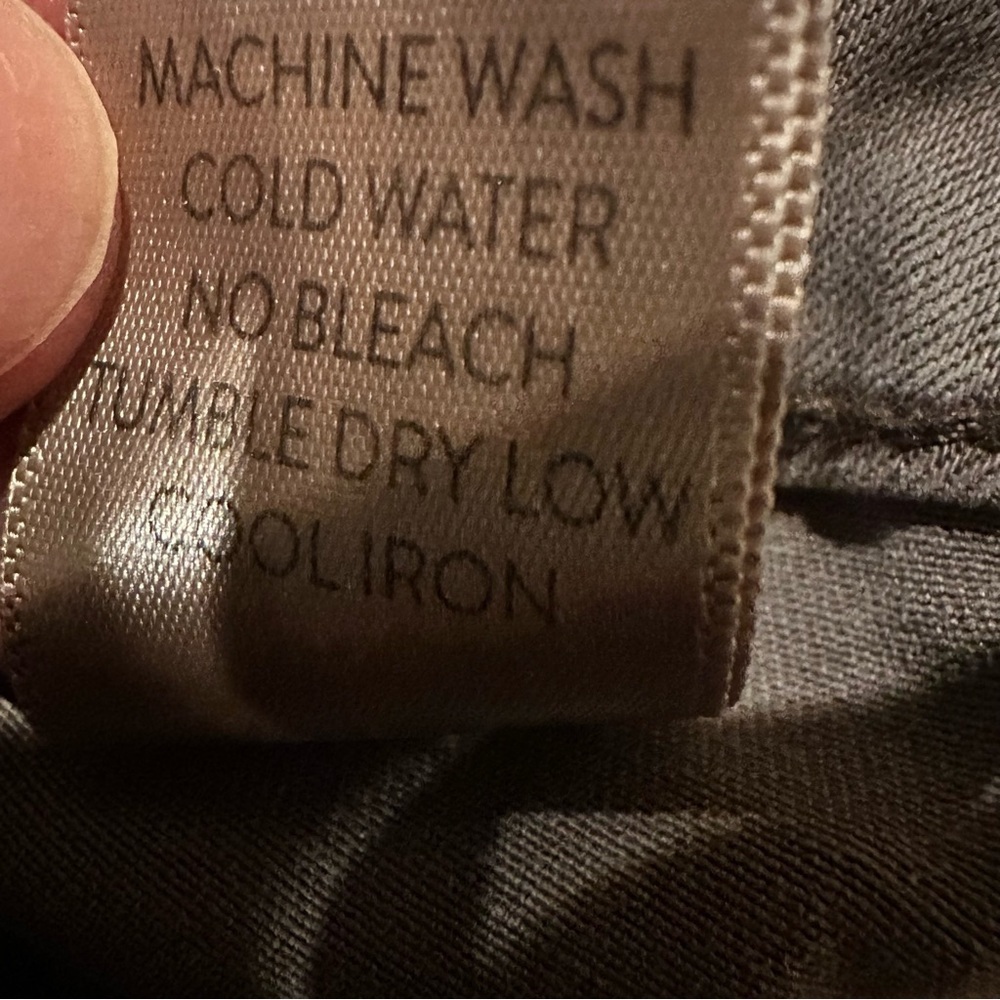 MACHINE WASH
COLD WATER
NO BLEACH
TUMBLE DRY LOW
COOL IRON